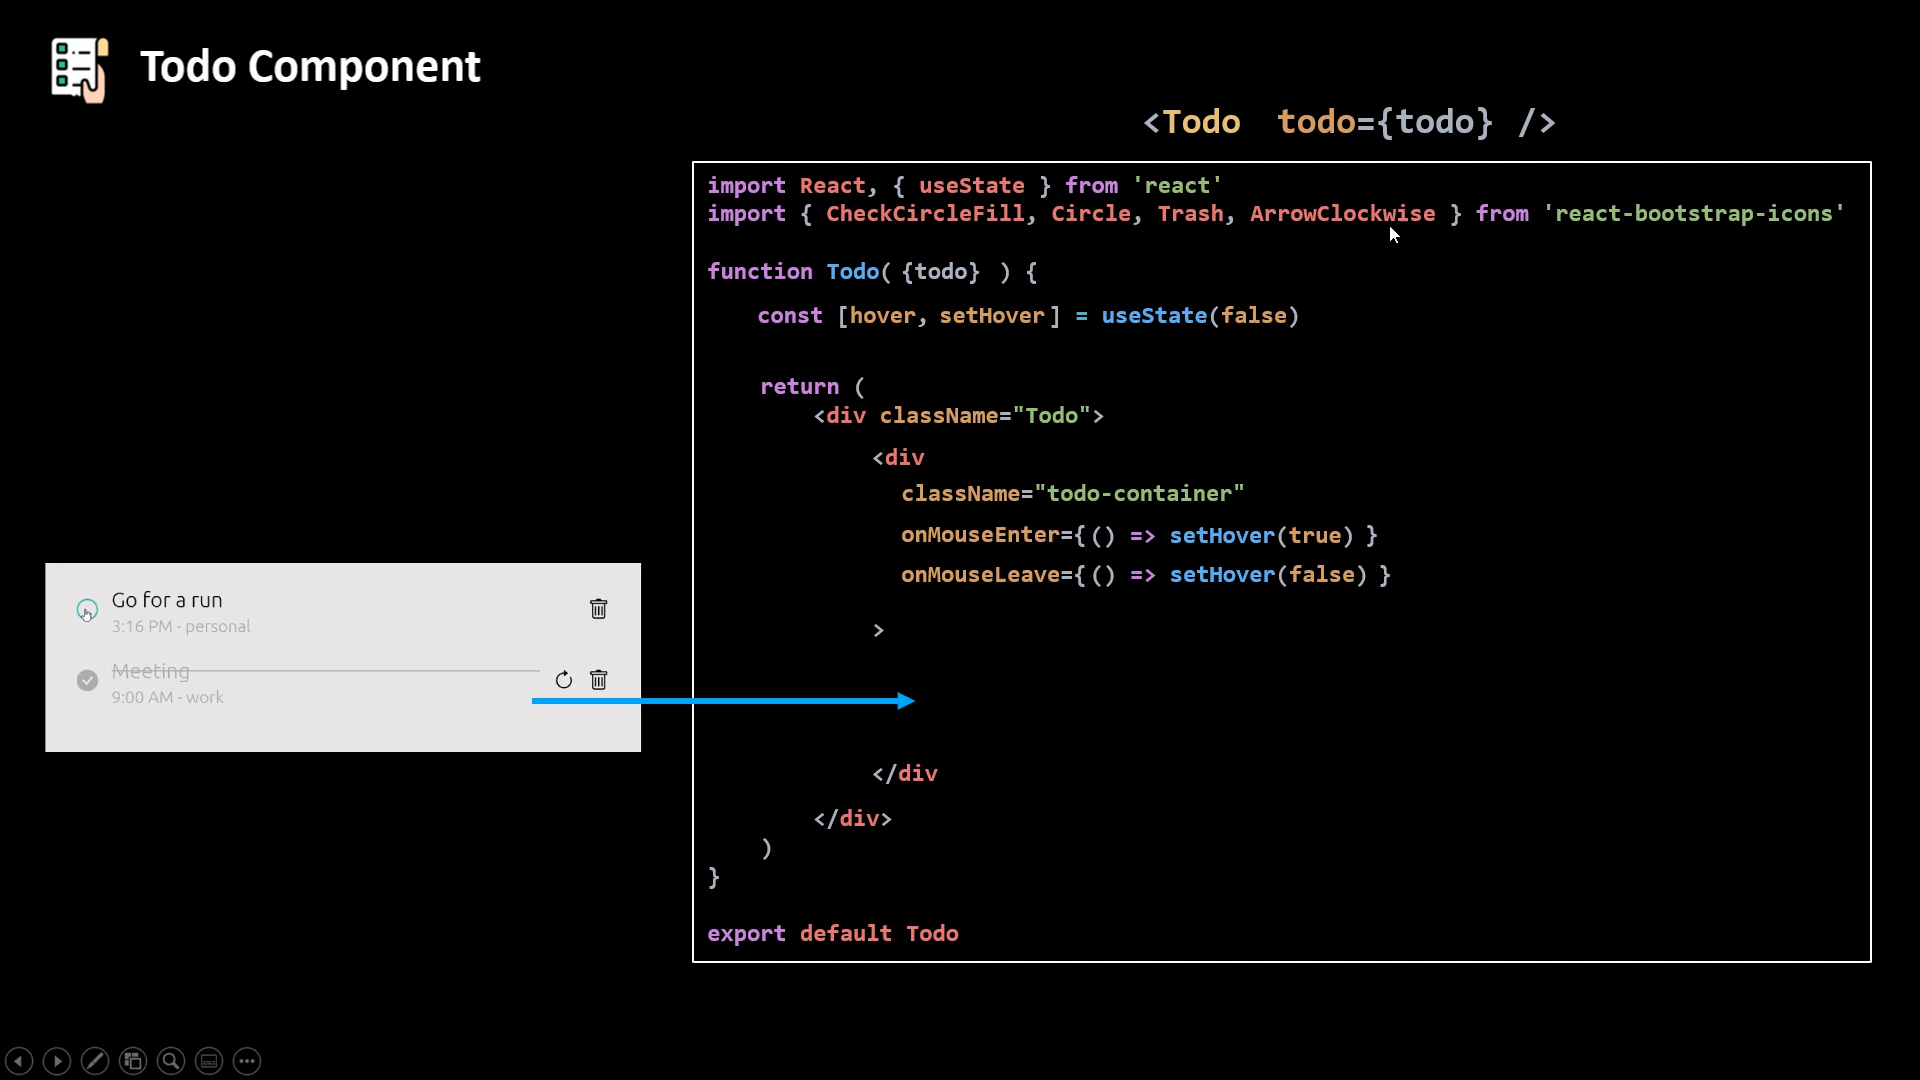 Todo Component
<Todo  todo={todo} />
import React, { useState } from 'react'
import { CheckCircleFill, Circle, Trash, ArrowClockwise } from 'react-bootstrap-icons'
function Todo( {todo} ) {
const [hover, setHover] = useState(false)
return (
<div className="Todo">
<div
className="todo-container"
onMouseEnter={() => setHover(true) }
onMouseLeave={() => setHover(false) }
>
</div
</div>
)
}
export default Todo
Go for a run
3:16 PM - personal
Meeting
9:00 AM - work